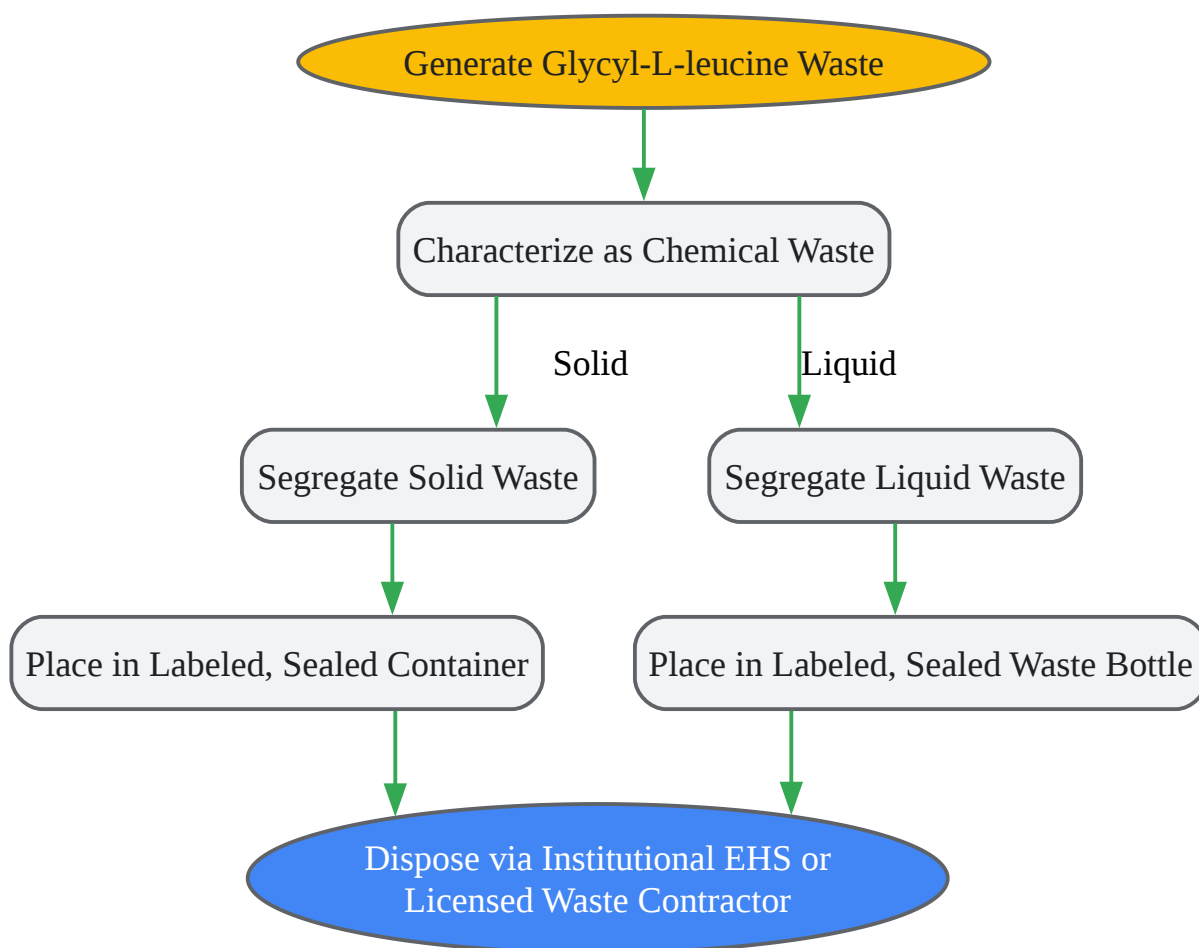 Generate Glycyl-L-leucine Waste
Characterize as Chemical Waste
Solid
Liquid
Segregate Solid Waste
Segregate Liquid Waste
Place in Labeled, Sealed Container
Place in Labeled, Sealed Waste Bottle
Dispose via Institutional EHS or
Licensed Waste Contractor